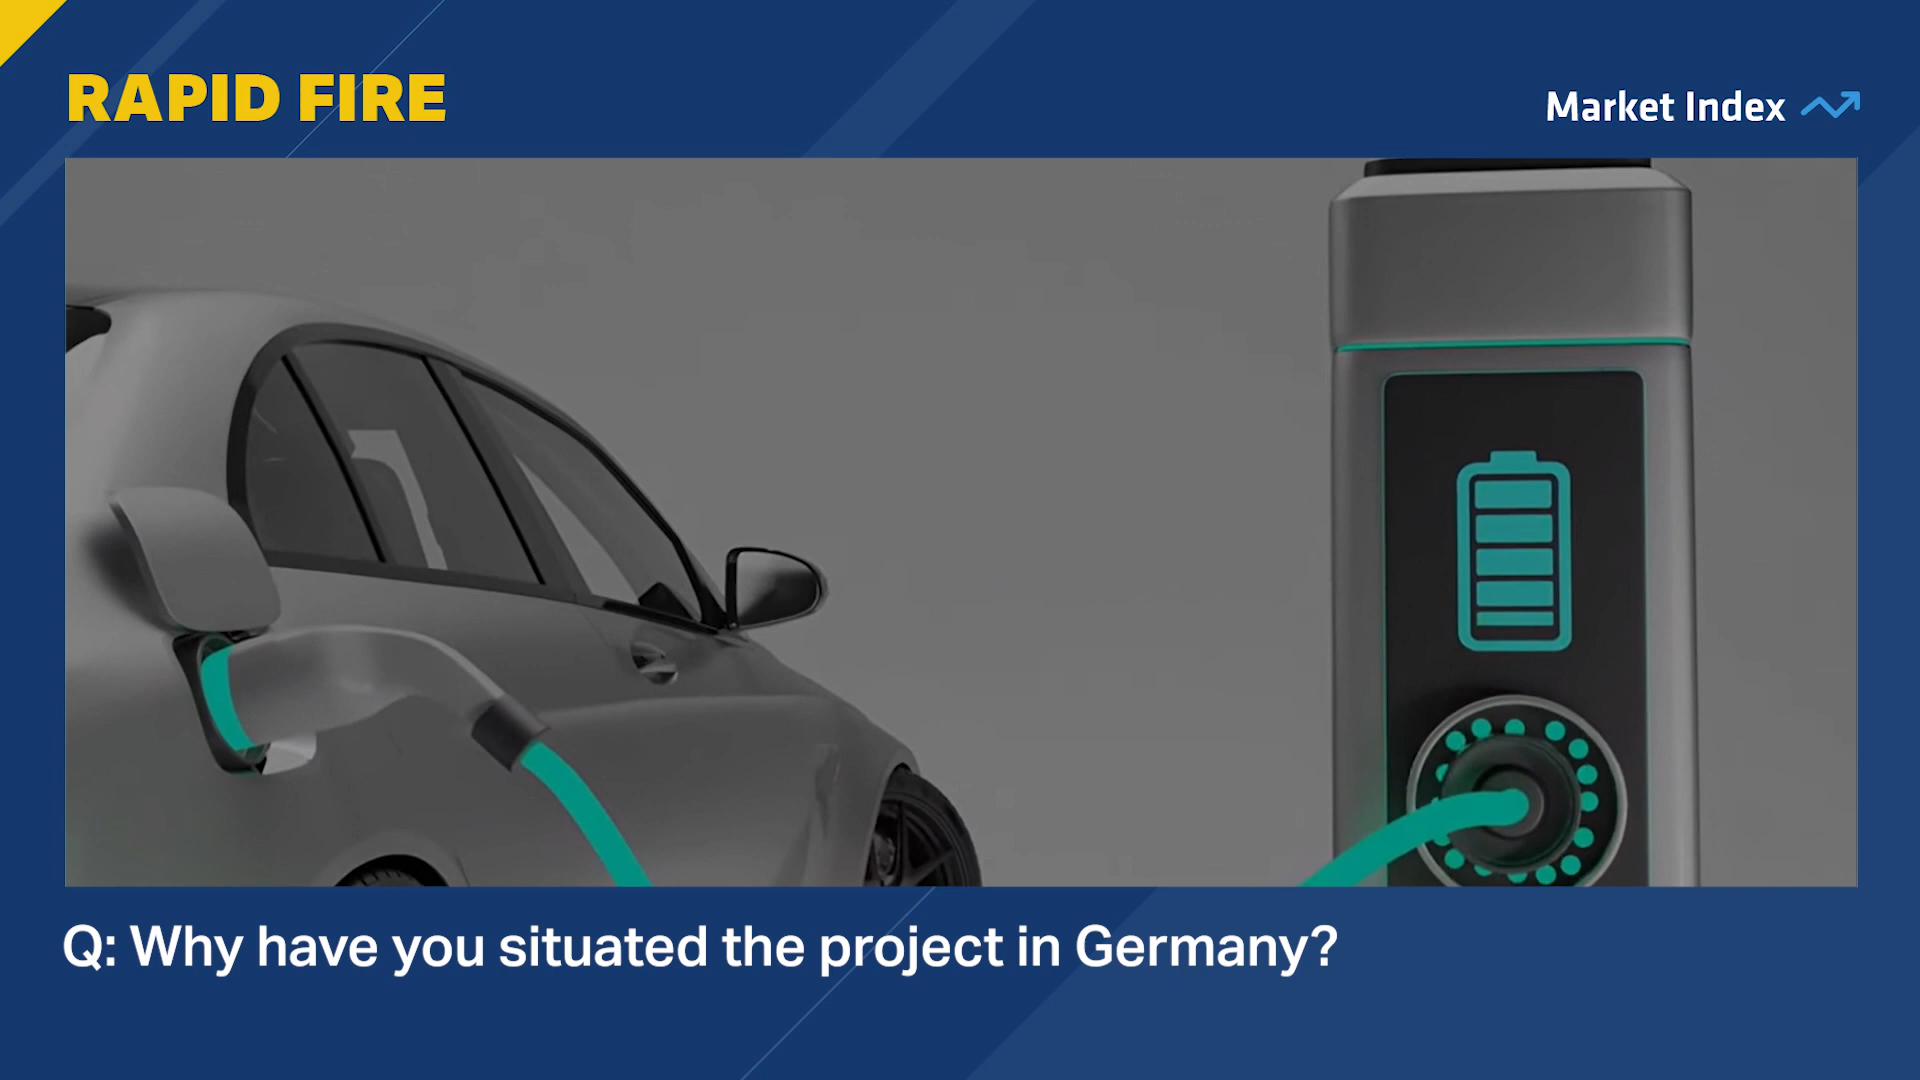 RAPID FIRE
Market Index
Q: Why have you situated the project in Germany?